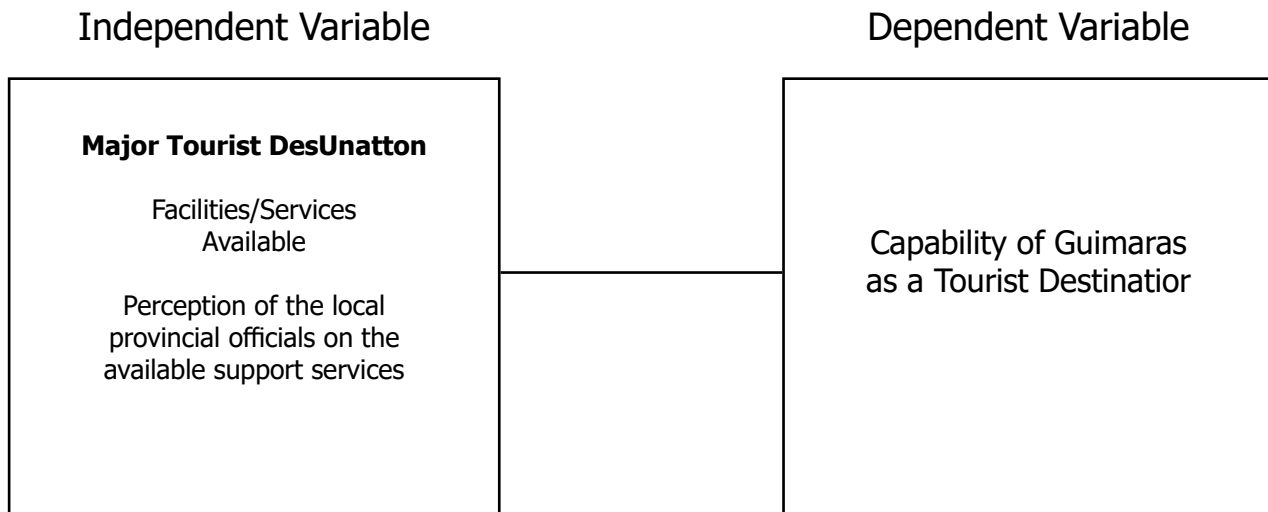 Independent Variable
Dependent Variable
Major Tourist DesUnatton
Facilities/Services
Available
Perception of the local
provincial officials on the
available support services
Capability of Guimaras
as a Tourist Destinatior